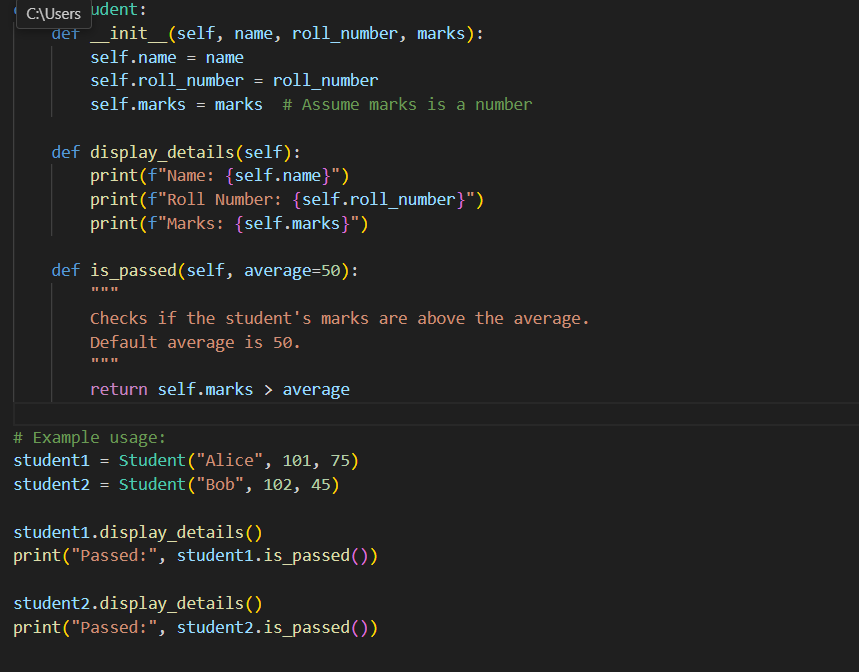 C:\Users
udent:
    def __init__(self, name, roll_number, marks):
        self.name = name
        self.roll_number = roll_number
        self.marks = marks  # Assume marks is a number

    def display_details(self):
        print(f"Name: {self.name}")
        print(f"Roll Number: {self.roll_number}")
        print(f"Marks: {self.marks}")

    def is_passed(self, average=50):
        """
        Checks if the student's marks are above the average.
        Default average is 50.
        """
        return self.marks > average

# Example usage:
student1 = Student("Alice", 101, 75)
student2 = Student("Bob", 102, 45)

student1.display_details()
print("Passed:", student1.is_passed())

student2.display_details()
print("Passed:", student2.is_passed())